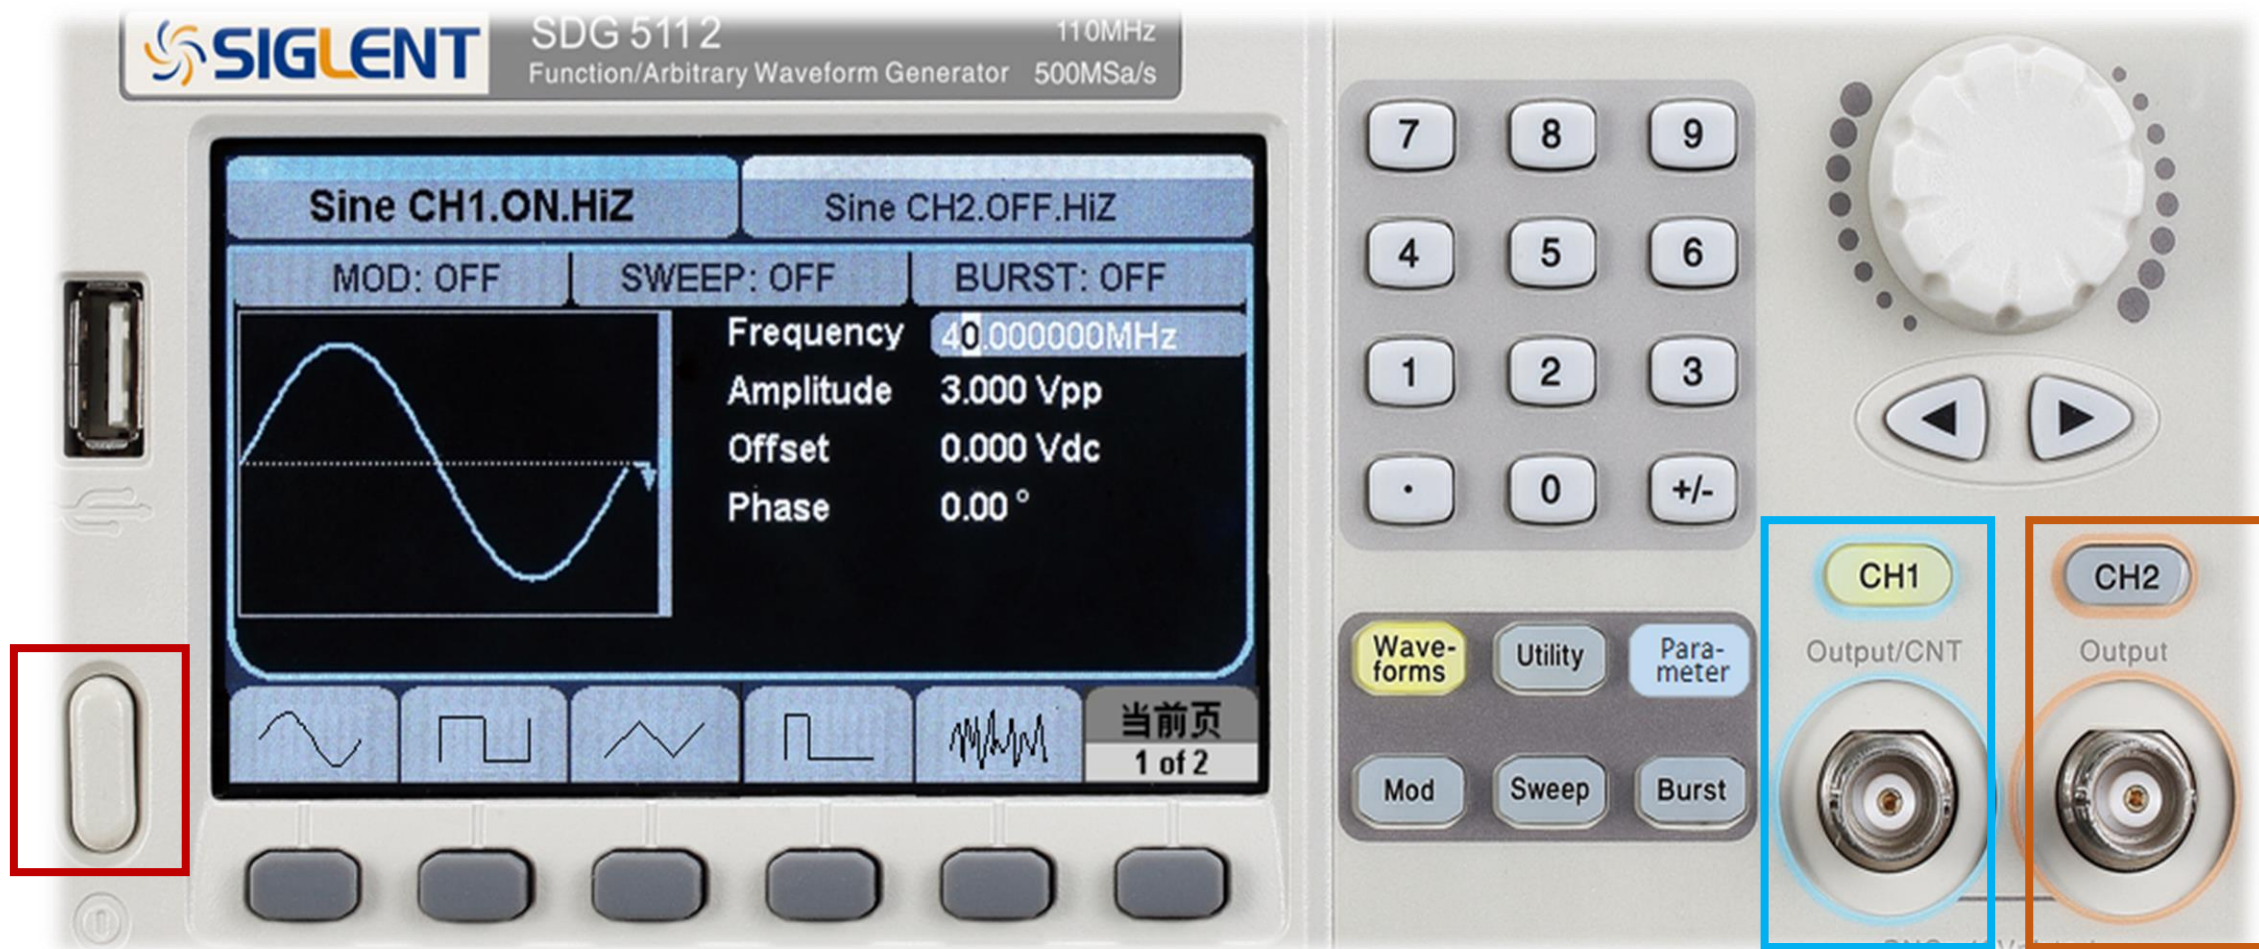 SIGLENT
SDG 5112
110MHz
Function/Arbitrary Waveform Generator
500MSa/s
Sine CH1.ON.HiZ
Sine CH2.OFF.HiZ
MOD: OFF
SWEEP: OFF
BURST: OFF
Frequency 40.000000MHz
Amplitude 3.000 Vpp
Offset 0.000 Vdc
Phase 0.00 °
当前页
1 of 2
7
8
9
4
5
6
1
2
3
.
0
+/-
Wave-
forms
Utility
Para-
meter
Mod
Sweep
Burst
CH1
CH2
Output/CNT
Output